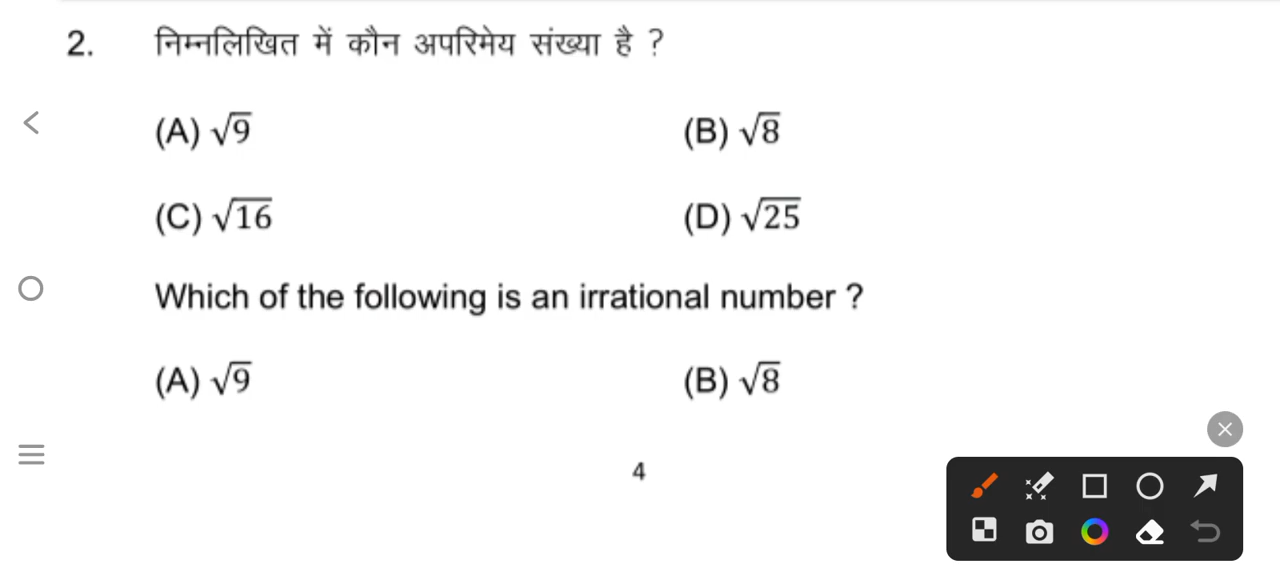 2. निम्नलिखित में कौन अपरिमेय संख्या है ?
(A) √9 (B) √8
(C) √16 (D) √25
Which of the following is an irrational number ?
(A) √9 (B) √8
4